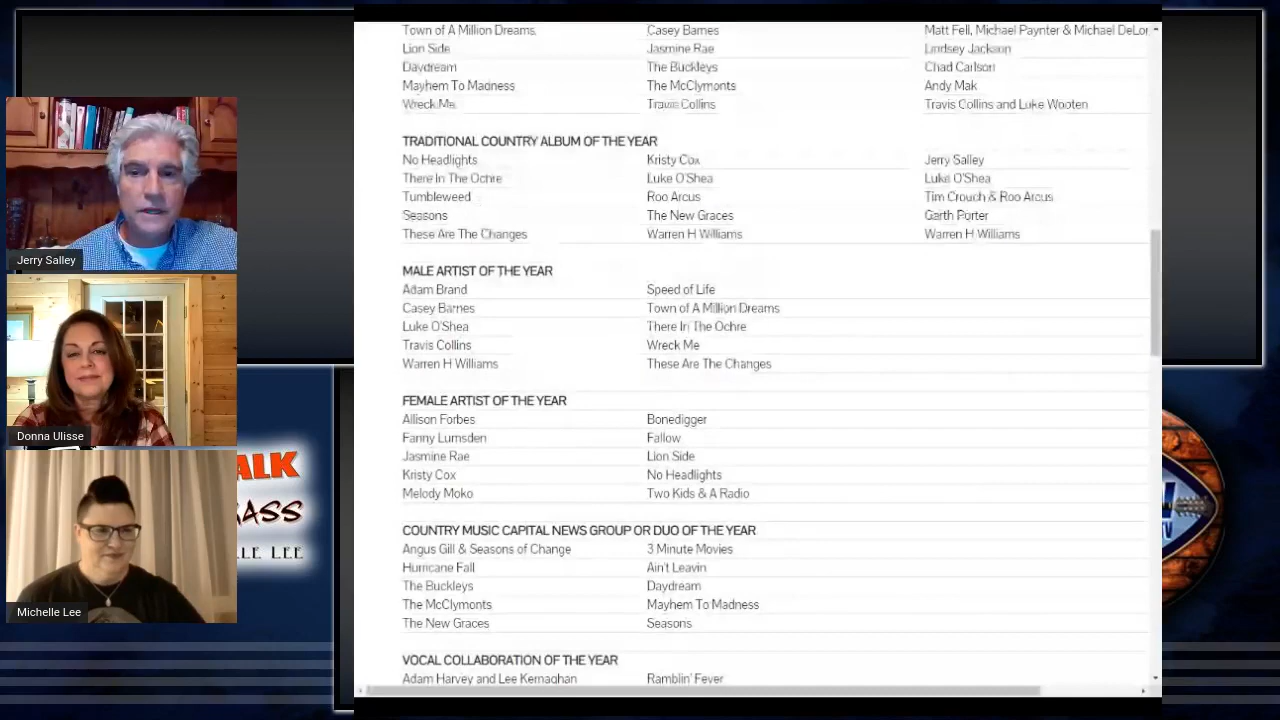 Town of A Million Dreams Casey Barnes Matt Fell, Michael Paynter & Michael DeLor
Lion Side Jasmine Rae Lindsey Jackson
Daydream The Buckleys Chad Carlson
Mayhem To Madness The McClymonts Andy Mak
Wreck Me Travis Collins Travis Collins and Luke Wooten
TRADITIONAL COUNTRY ALBUM OF THE YEAR
No Headlights Kristy Cox Jerry Salley
There In The Ochre Luke O'Shea Luke O'Shea
Tumbleweed Roo Arcus Tim Crouch & Roo Arcus
Seasons The New Graces Garth Porter
These Are The Changes Warren H Williams Warren H Williams
MALE ARTIST OF THE YEAR
Adam Brand Speed of Life
Casey Barnes Town of A Million Dreams
Luke O'Shea There In The Ochre
Travis Collins Wreck Me
Warren H Williams These Are The Changes
FEMALE ARTIST OF THE YEAR
Allison Forbes Bonedigger
Fanny Lumsden Fallow
Jasmine Rae Lion Side
Kristy Cox No Headlights
Melody Moko Two Kids & A Radio
COUNTRY MUSIC CAPITAL NEWS GROUP OR DUO OF THE YEAR
Angus Gill & Seasons of Change 3 Minute Movies
Hurricane Fall Ain't Leavin
The Buckleys Daydream
The McClymonts Mayhem To Madness
The New Graces Seasons
VOCAL COLLABORATION OF THE YEAR
Adam Harvey and Lee Kernaghan Ramblin' Fever
Jerry Salley
Donna Ulisse
Michelle Lee
ALK
RASS
LLE LEE